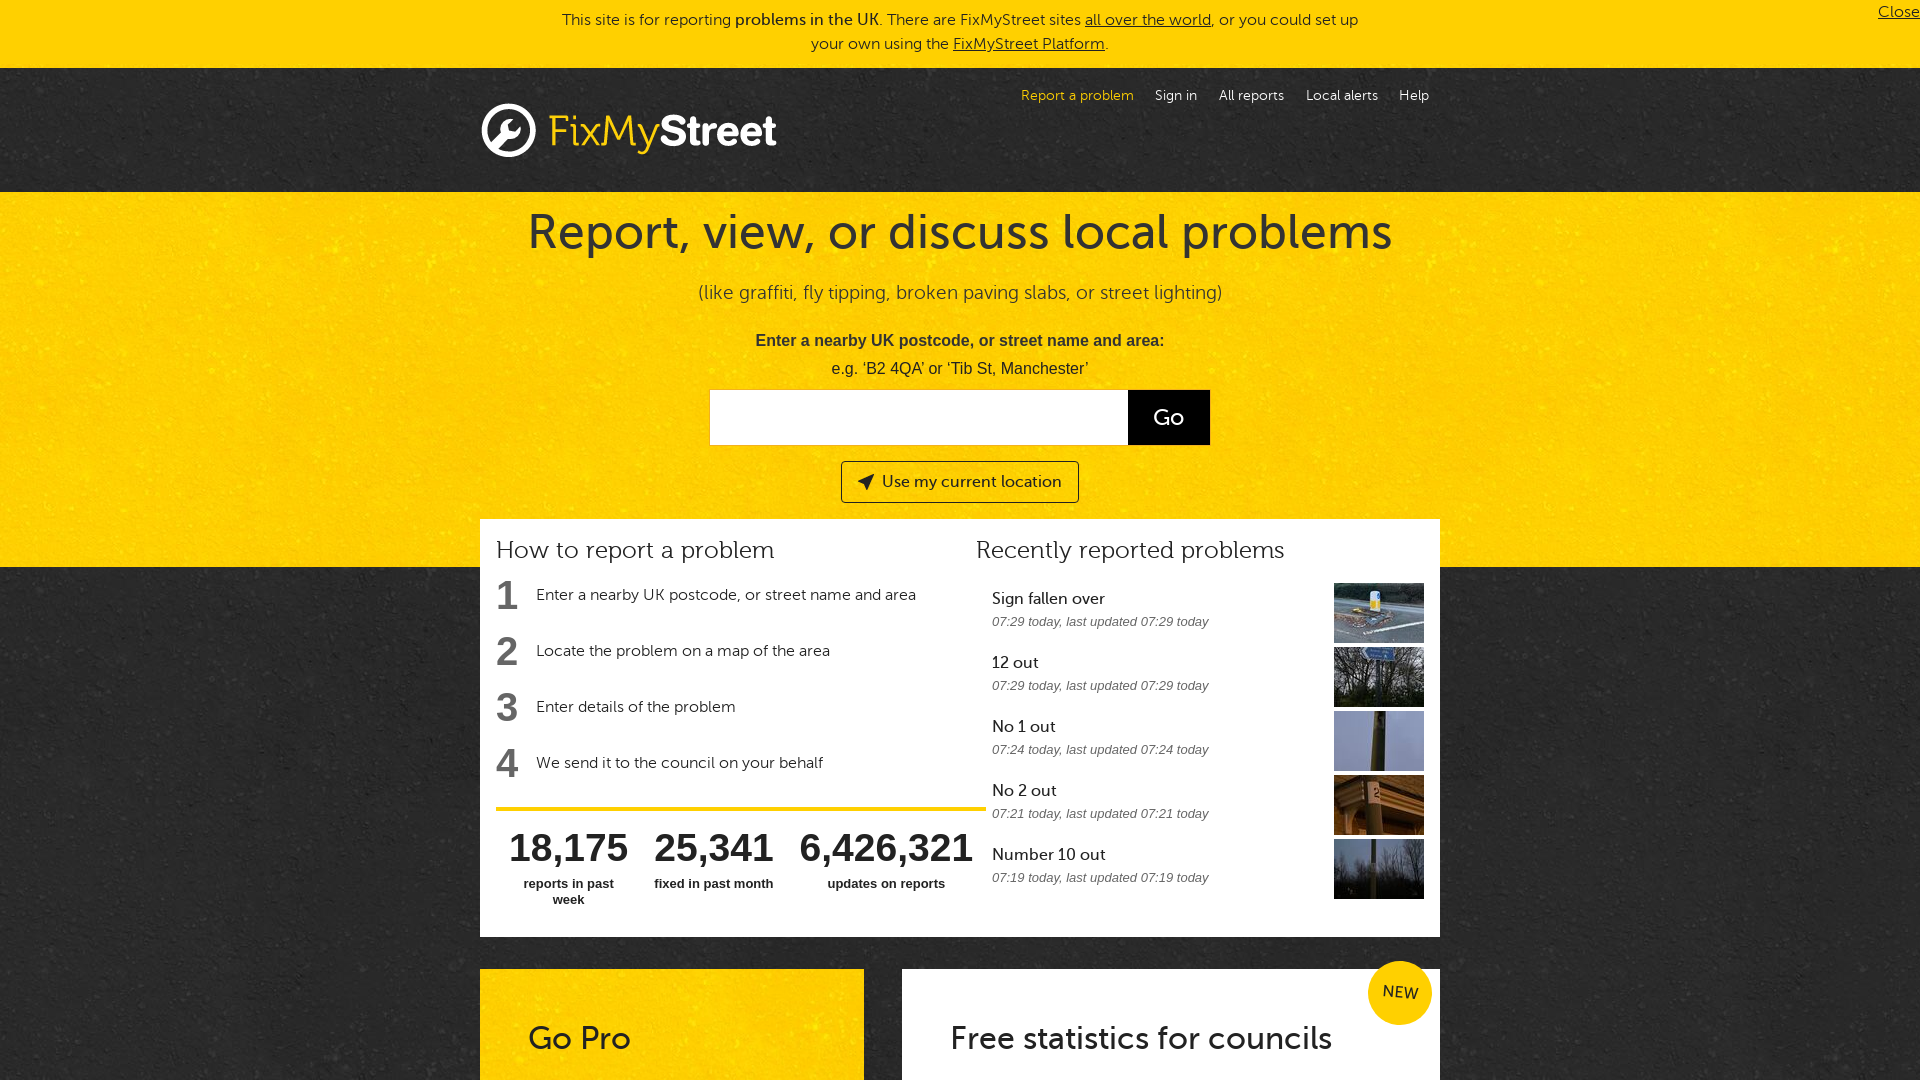 This site is for reporting problems in the UK. There are FixMyStreet sites all over the world, or you could set up
your own using the FixMyStreet Platform.
Close
Report a problem
Sign in
All reports
Local alerts
Help
FixMyStreet
Report, view, or discuss local problems
(like graffiti, fly tipping, broken paving slabs, or street lighting)
Enter a nearby UK postcode, or street name and area:
e.g. ‘B2 4QA’ or ‘Tib St, Manchester’
Go
Use my current location
How to report a problem
1 Enter a nearby UK postcode, or street name and area
2 Locate the problem on a map of the area
3 Enter details of the problem
4 We send it to the council on your behalf
18,175
reports in past
week
25,341
fixed in past month
6,426,321
updates on reports
Recently reported problems
Sign fallen over
07:29 today, last updated 07:29 today
12 out
07:29 today, last updated 07:29 today
No 1 out
07:24 today, last updated 07:24 today
No 2 out
07:21 today, last updated 07:21 today
2
Number 10 out
07:19 today, last updated 07:19 today
Go Pro
NEW
Free statistics for councils